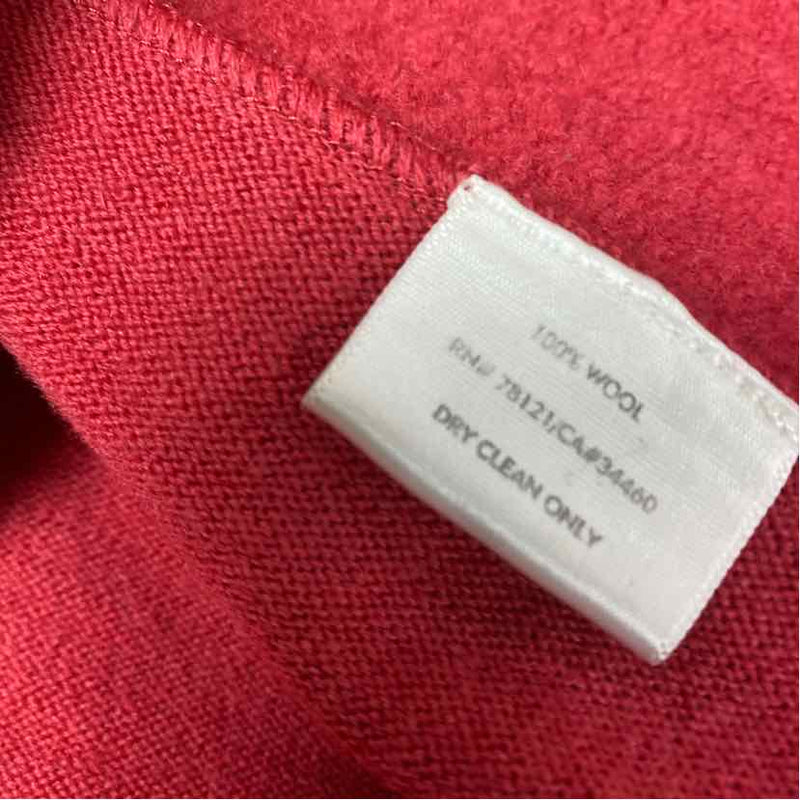 100% WOOL
RN# 78121/CA#34460
DRY CLEAN ONLY